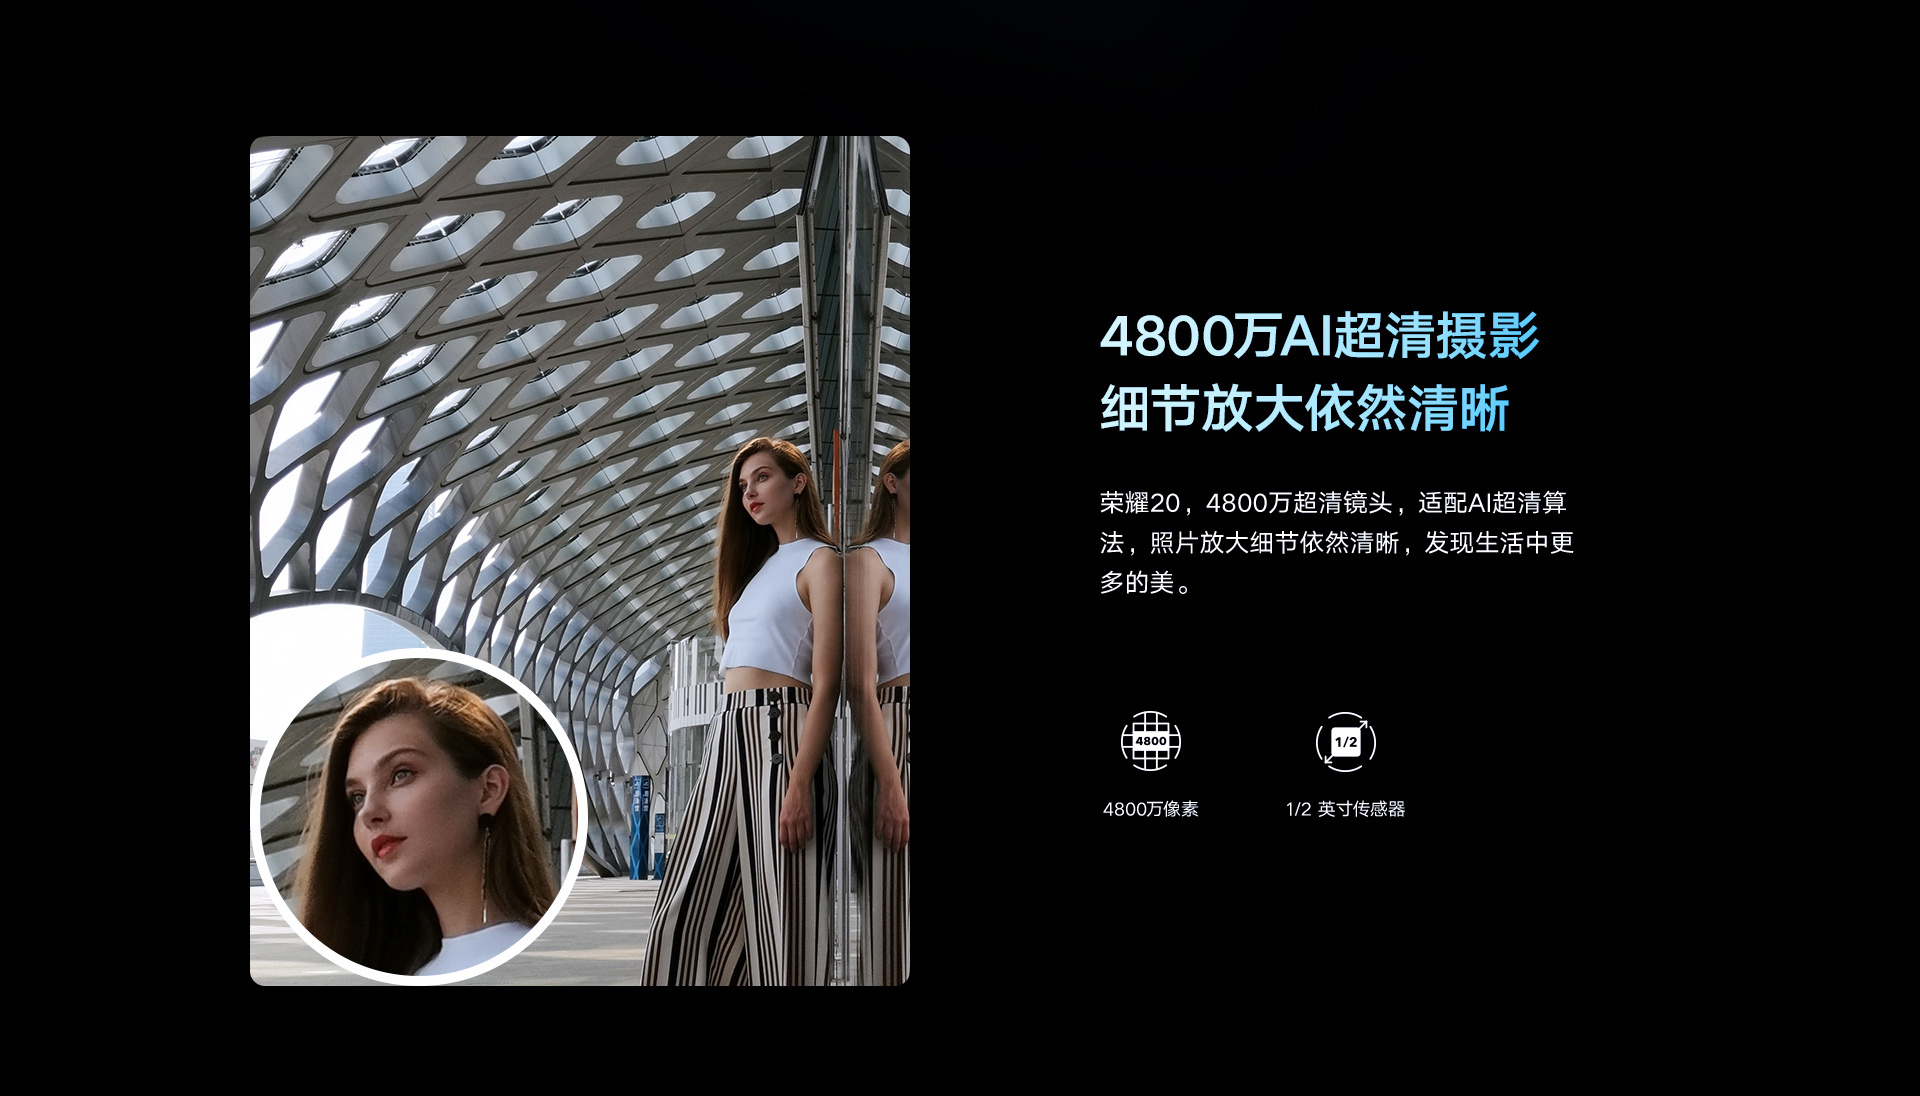 4800万AI超清摄影
细节放大依然清晰
荣耀20，4800万超清镜头，适配AI超清算
法，照片放大细节依然清晰，发现生活中更
多的美。
4800
1/2
4800万像素
1/2 英寸传感器